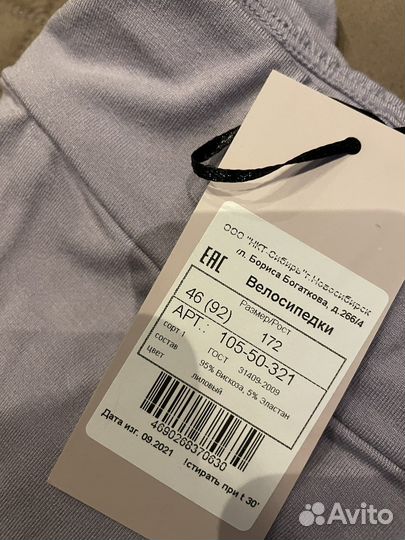 ООО "НКТ-Сибирь"г.Новосибирск
ул. Бориса Богаткова, д.266/4
EAC
Велосипедки
Размер/Рост
46 (92) 172
АРТ.: 105-50-321
сорт 1 ГОСТ 31409-2009
состав 95% Вискоза, 5% Эластан
цвет лиловый
4690268370630
Дата изг. 09.2021 !стирать при t 30°
Avito